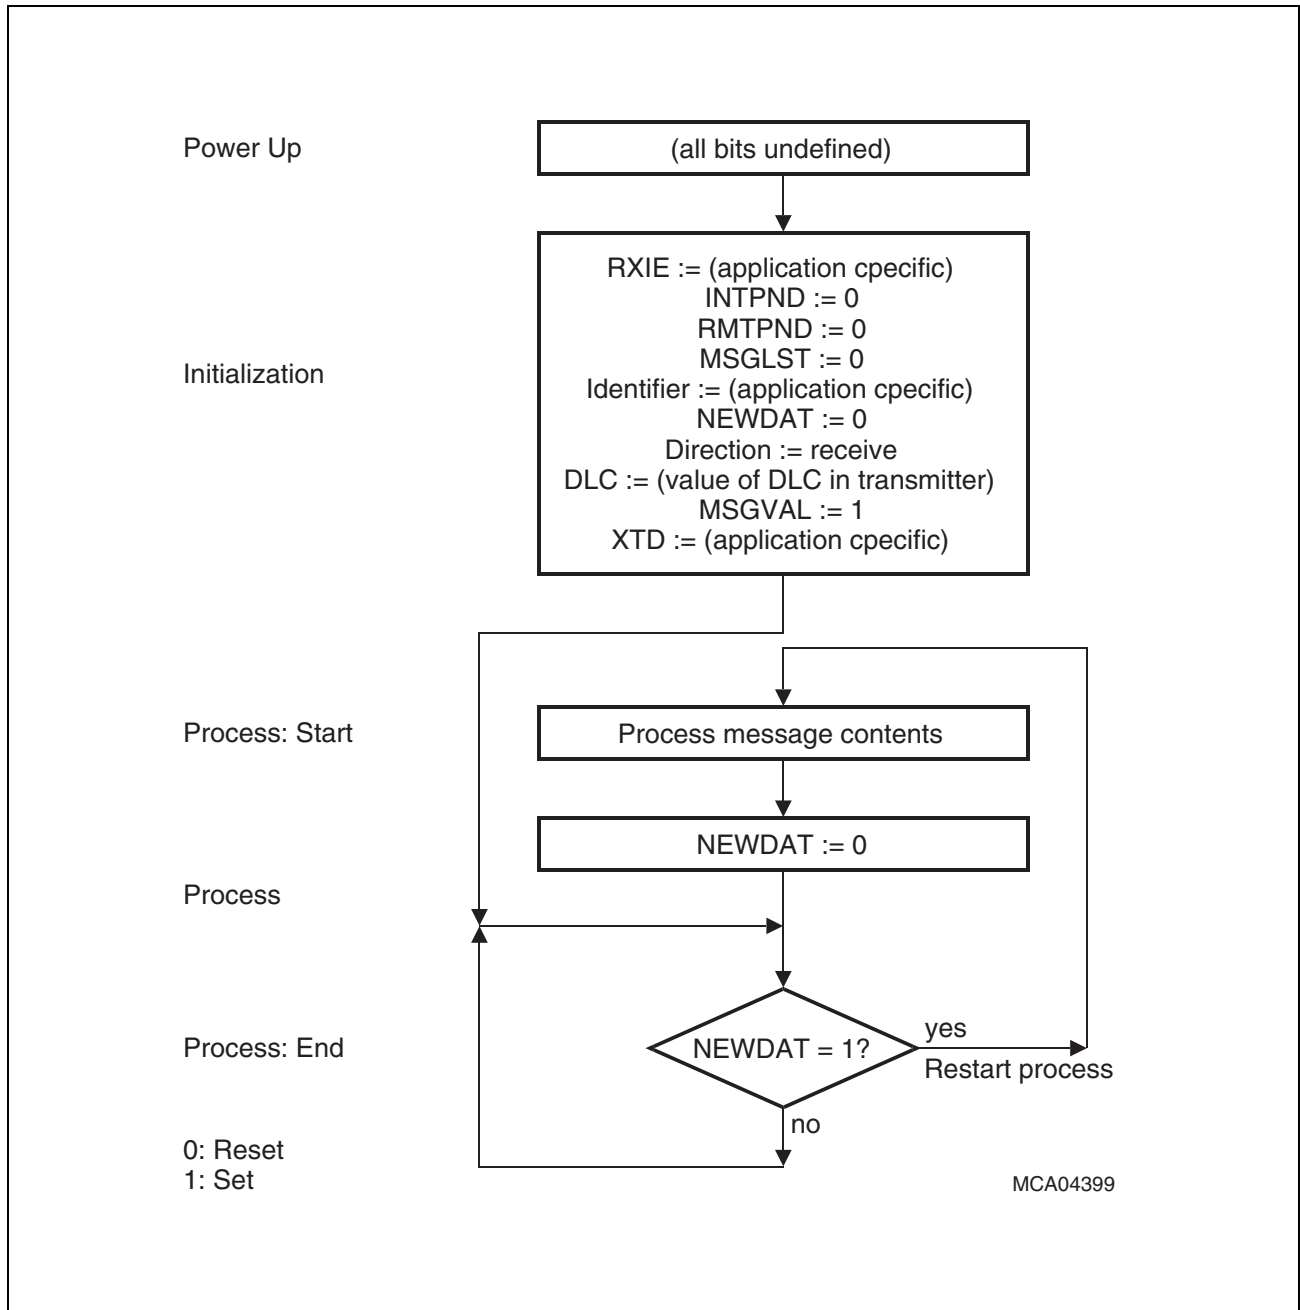 Power Up
(all bits undefined)
Initialization
RXIE := (application cpecific)
INTPND := 0
RMTPND := 0
MSGLST := 0
Identifier := (application cpecific)
NEWDAT := 0
Direction := receive
DLC := (value of DLC in transmitter)
MSGVAL := 1
XTD := (application cpecific)
Process: Start
Process message contents
NEWDAT := 0
Process
Process: End
NEWDAT = 1?
yes
Restart process
no
0: Reset
1: Set
MCA04399